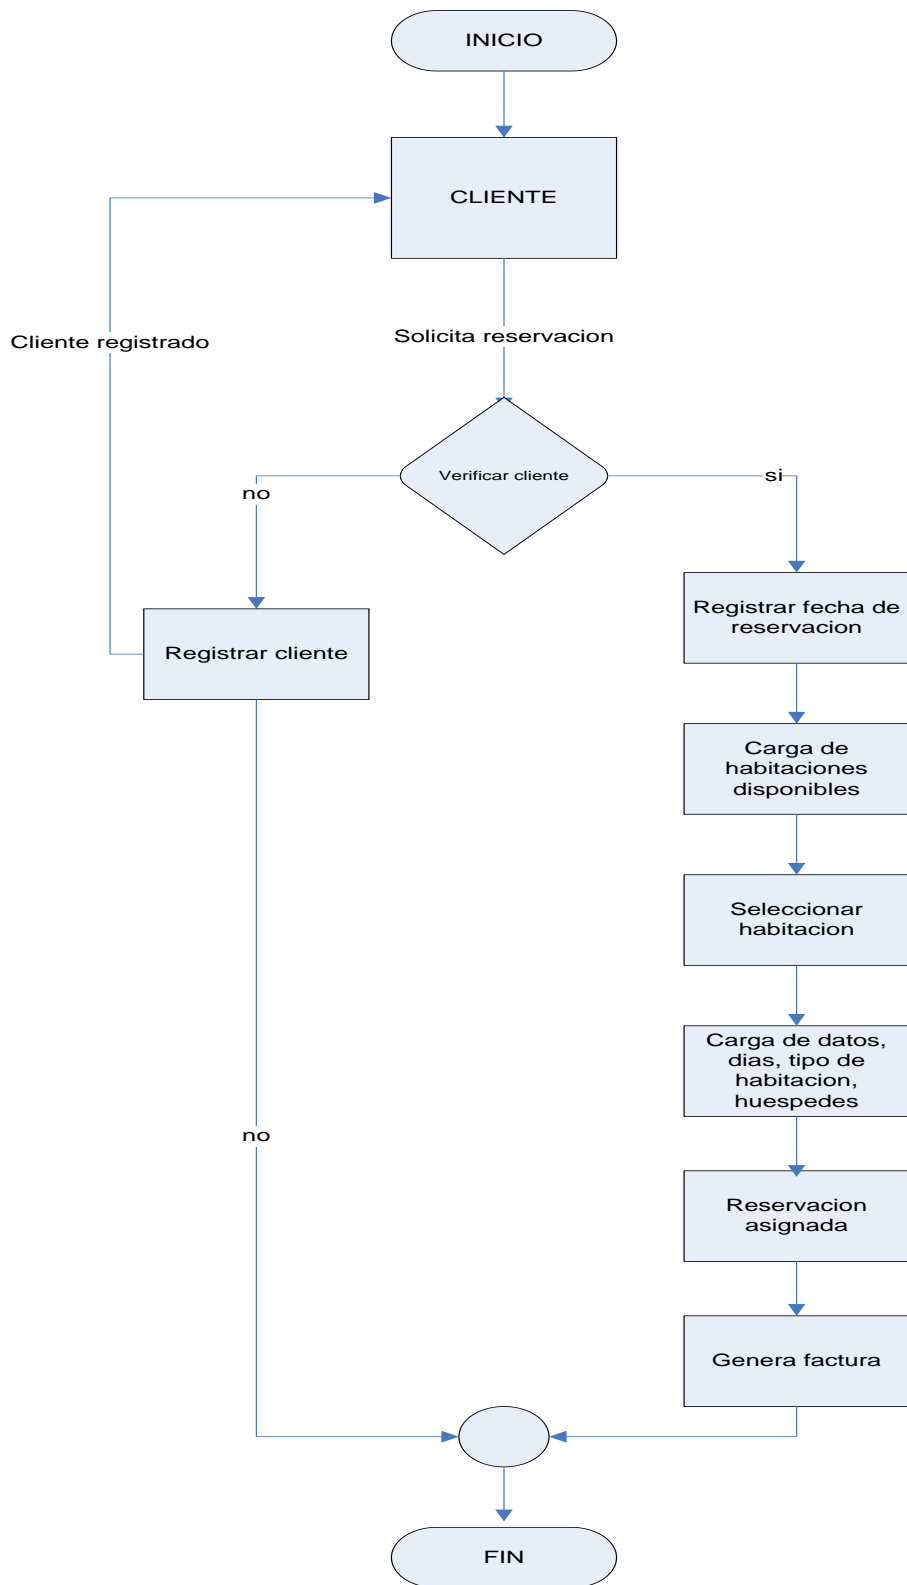 INICIO
CLIENTE
Cliente registrado
Solicita reservacion
Verificar cliente
no
si
Registrar fecha de
reservacion
Registrar cliente
Carga de
habitaciones
disponibles
Seleccionar
habitacion
Carga de datos,
dias, tipo de
habitacion,
huespedes
no
Reservacion
asignada
Genera factura
FIN